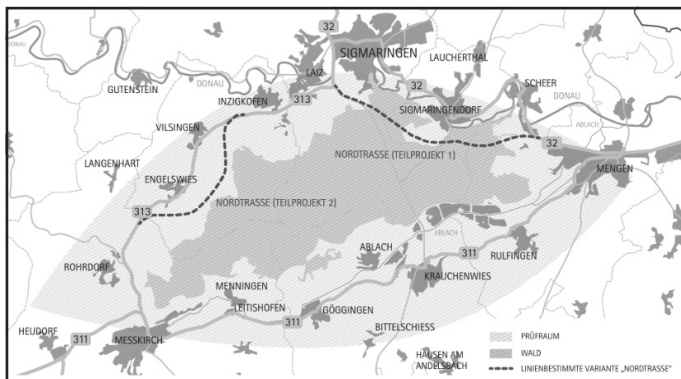 32
SIGMARINGEN
LAUCHERTHAL
DONAU
DONAU
GUTENSTEIN
LAIZ
32
SCHEER
INZIGKOFEN
313
SIGMARINGENDORF
DONAU
VILSINGEN
ABLACH
32
LANGENHART
NORDTRASSE (TEILPROJEKT 1)
MENGEN
ENGELSWIES
NORDTRASSE (TEILPROJEKT 2)
313
ABLACH
ABLACH
311
RULFINGEN
ROHRDORF
KRAUCHENWIES
MENNINGEN
LEITISHOFEN
GÖGGINGEN
311
BITTELSCHIESS
HEUDORF
311
MESSKIRCH
HAUSEN AM
ANDELSBACH
PRÜFRAUM
WALD
LINIENBESTIMMTE VARIANTE „NORDTRASSE"